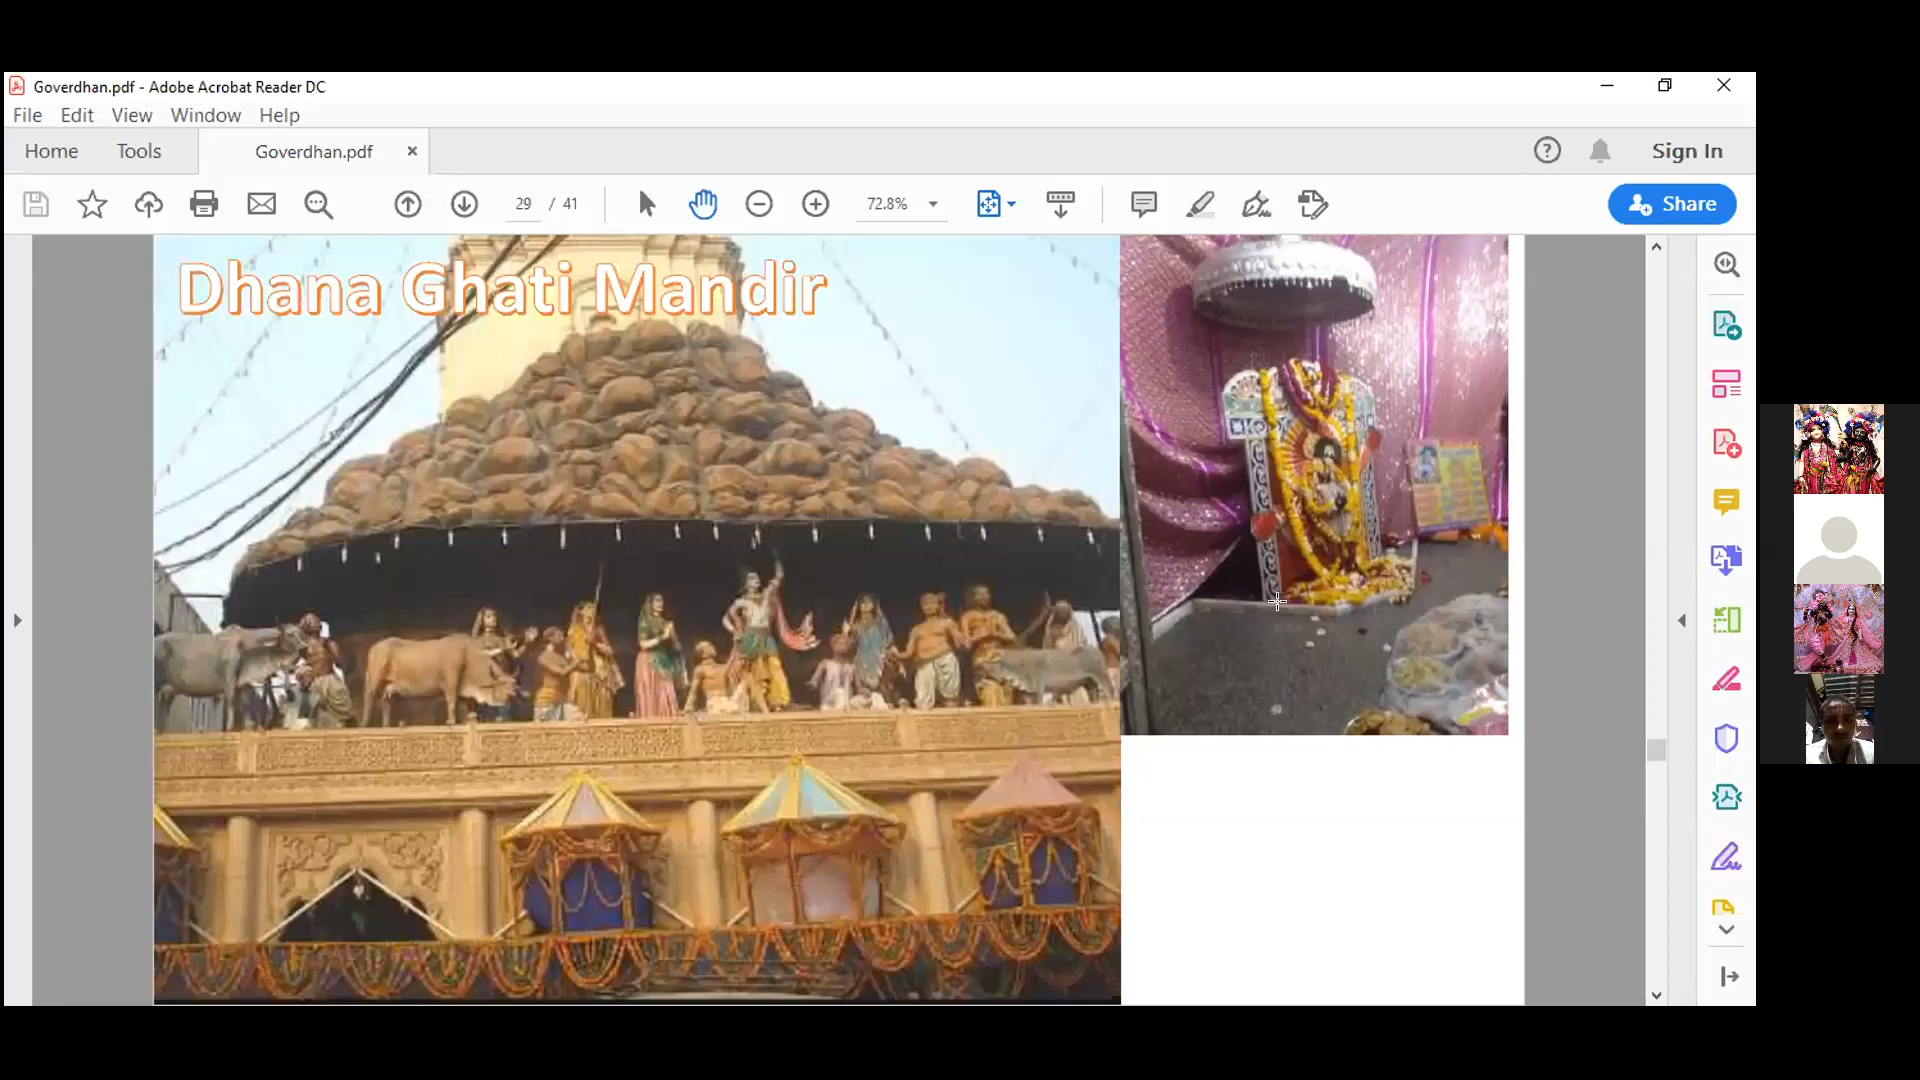 Goverdhan.pdf - Adobe Acrobat Reader DC
File Edit View Window Help
Home Tools Goverdhan.pdf Sign In
29 / 41 72.8% Share
Dhana Ghati Mandir